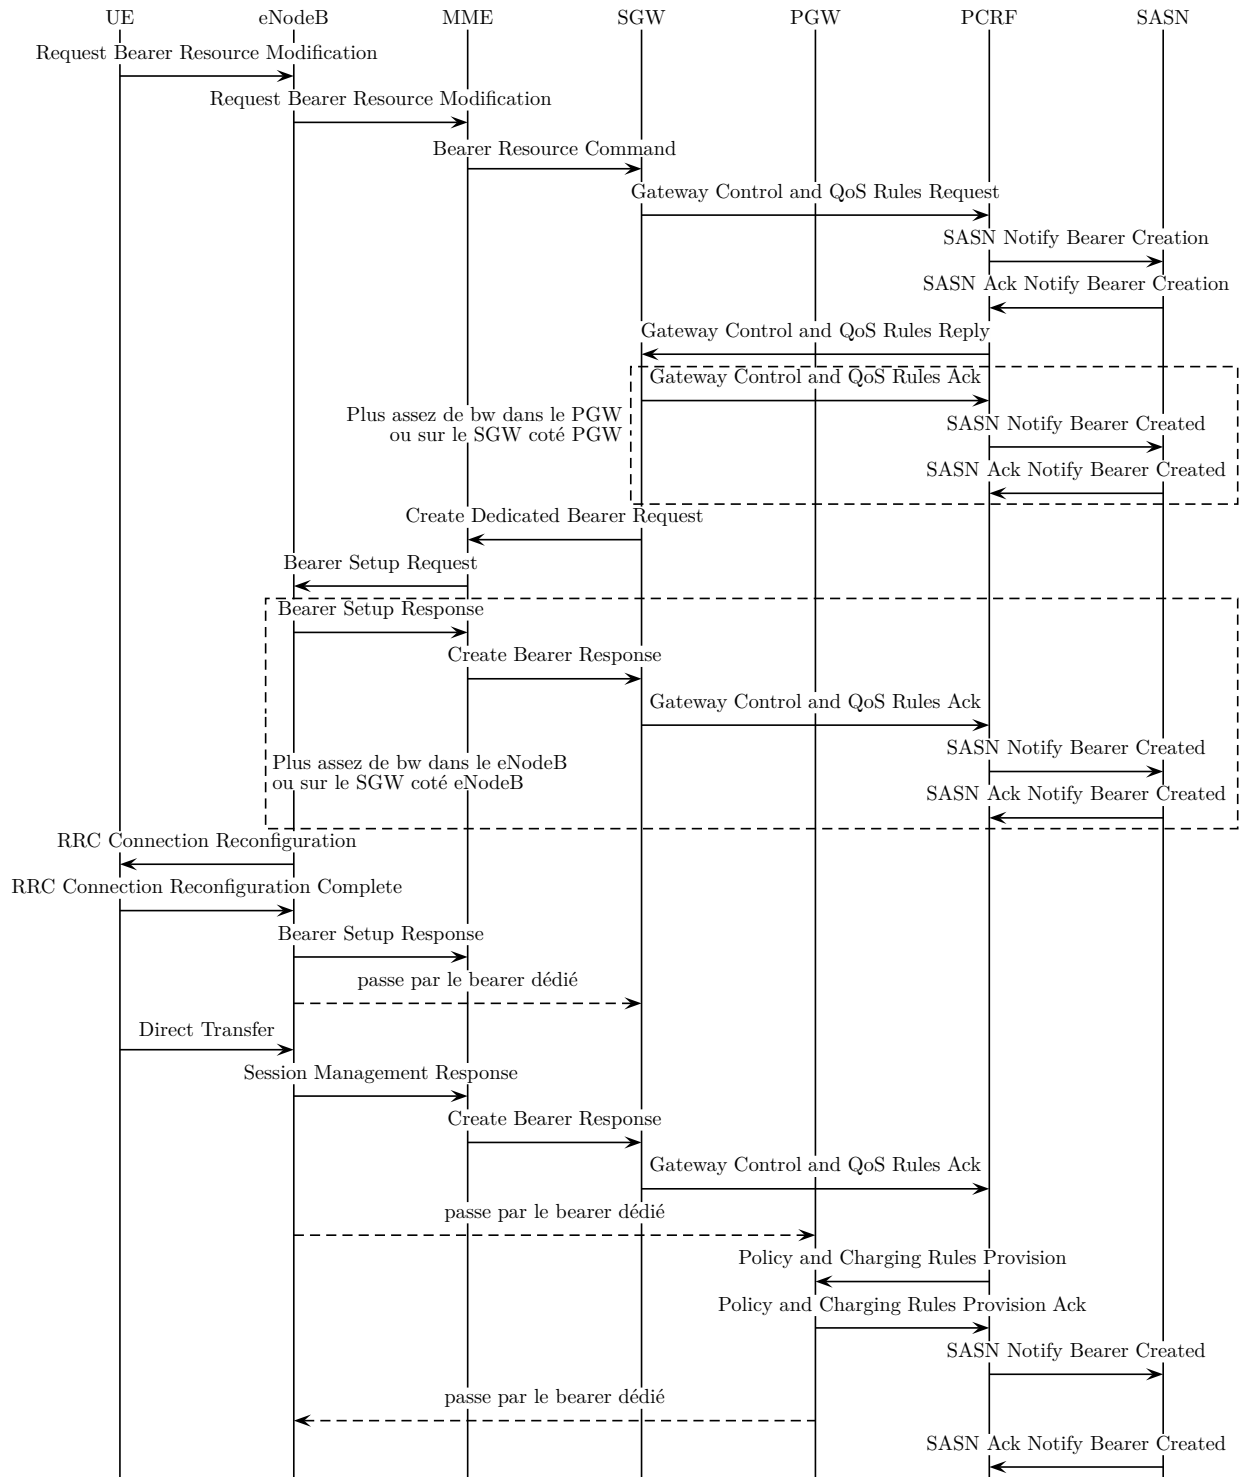 UE eNodeB MME SGW PGW PCRF SASN
Request Bearer Resource Modification
Request Bearer Resource Modification
Bearer Resource Command
Gateway Control and QoS Rules Request
SASN Notify Bearer Creation
SASN Ack Notify Bearer Creation
Gateway Control and QoS Rules Reply
Gateway Control and QoS Rules Ack
Plus assez de bw dans le PGW
ou sur le SGW coté PGW
SASN Notify Bearer Created
SASN Ack Notify Bearer Created
Create Dedicated Bearer Request
Bearer Setup Request
Bearer Setup Response
Create Bearer Response
Gateway Control and QoS Rules Ack
SASN Notify Bearer Created
Plus assez de bw dans le eNodeB
ou sur le SGW coté eNodeB
SASN Ack Notify Bearer Created
RRC Connection Reconfiguration
RRC Connection Reconfiguration Complete
Bearer Setup Response
passe par le bearer dédié
Direct Transfer
Session Management Response
Create Bearer Response
Gateway Control and QoS Rules Ack
passe par le bearer dédié
Policy and Charging Rules Provision
Policy and Charging Rules Provision Ack
SASN Notify Bearer Created
passe par le bearer dédié
SASN Ack Notify Bearer Created